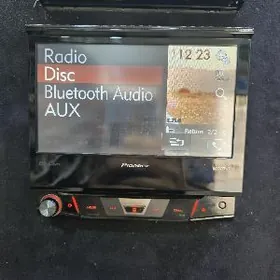 Radio
12 23
Disc
Bluetooth Audio
AUX
Pioneer